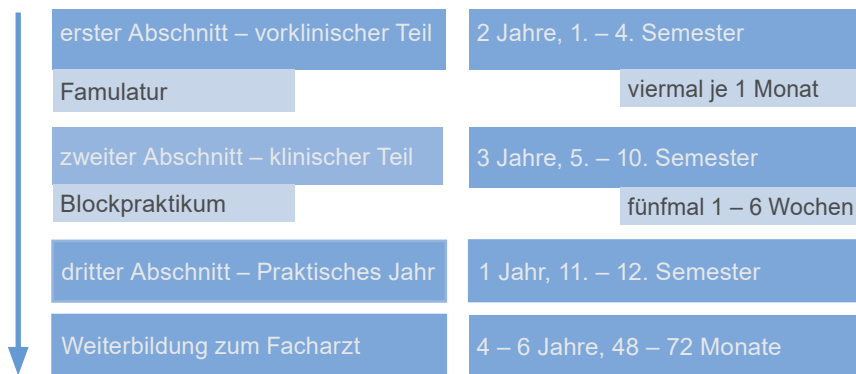 erster Abschnitt – vorklinischer Teil
2 Jahre, 1. – 4. Semester
Famulatur
viermal je 1 Monat
zweiter Abschnitt – klinischer Teil
3 Jahre, 5. – 10. Semester
Blockpraktikum
fünfmal 1 – 6 Wochen
dritter Abschnitt – Praktisches Jahr
1 Jahr, 11. – 12. Semester
Weiterbildung zum Facharzt
4 – 6 Jahre, 48 – 72 Monate